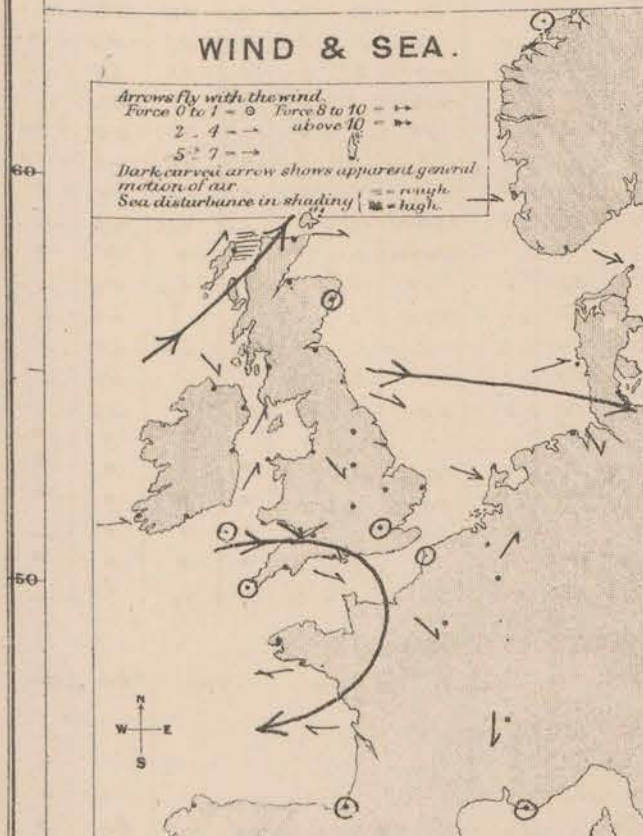 WIND & SEA.
Arrows fly with the wind.
Force 0 to 1 = ⊙ Force 8 to 10 = ↦
2 - 4 = → above 10 =
5 - 7 = →
Dark curved arrow shows apparent general
motion of air.
Sea disturbance in shading { = rough
= high.
60
50
N
W E
S